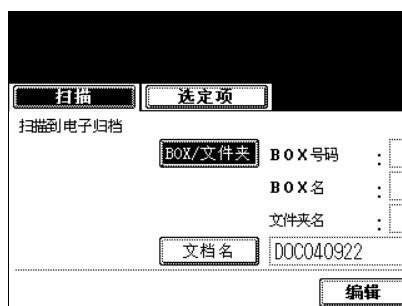 扫描 选定项
扫描到电子归档
BOX/文件夹 BOX号码 :
BOX名 :
文件夹名 :
文档名 DOC040922
编辑